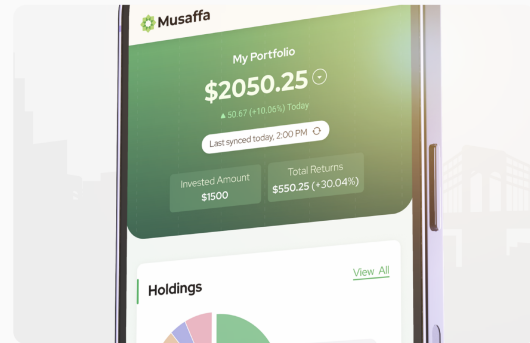 Musaffa
My Portfolio
$2050.25
▲ 50.67 (+10.06%) Today
Last synced today, 2:00 PM
Invested Amount
$1500
Total Returns
$550.25 (+30.04%)
Holdings
View All